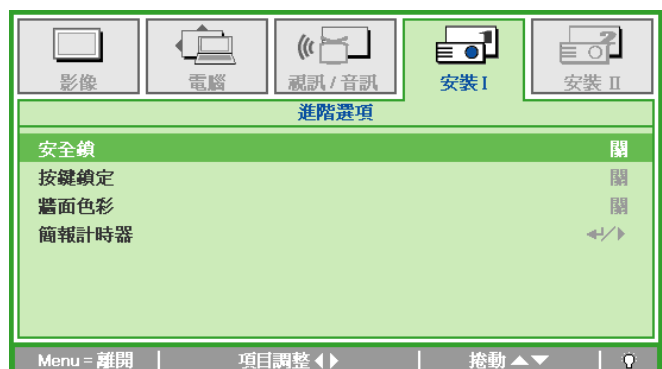 影像 電腦 視訊 / 音訊 安裝 I 安裝 II
進階選項
安全鎖 關
按鍵鎖定 關
牆面色彩 關
簡報計時器 ↵/▶
Menu = 離開 項目調整 ◀▶ 捲動 ▲▼